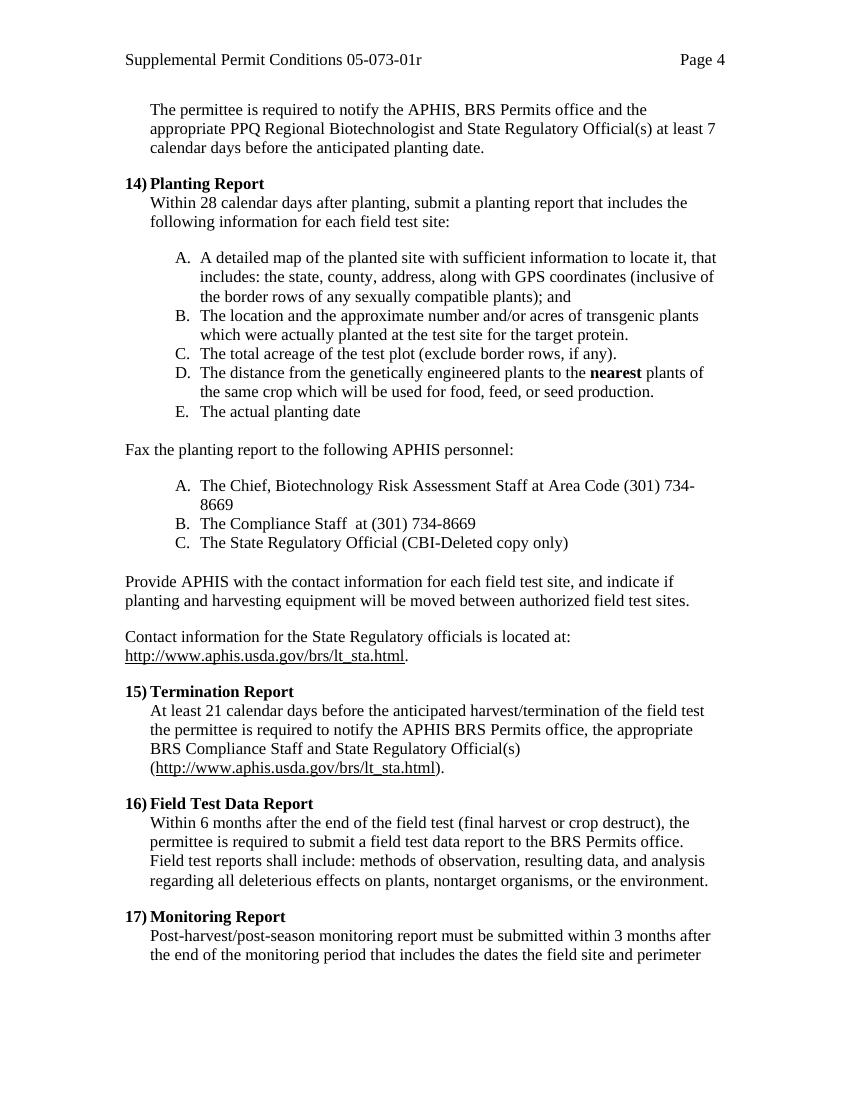 Supplemental Permit Conditions 05-073-01r Page 4
The permittee is required to notify the APHIS, BRS Permits office and the
appropriate PPQ Regional Biotechnologist and State Regulatory Official(s) at least 7
calendar days before the anticipated planting date.
14) Planting Report
Within 28 calendar days after planting, submit a planting report that includes the
following information for each field test site:
A. A detailed map of the planted site with sufficient information to locate it, that
includes: the state, county, address, along with GPS coordinates (inclusive of
the border rows of any sexually compatible plants); and
B. The location and the approximate number and/or acres of transgenic plants
which were actually planted at the test site for the target protein.
C. The total acreage of the test plot (exclude border rows, if any).
D. The distance from the genetically engineered plants to the nearest plants of
the same crop which will be used for food, feed, or seed production.
E. The actual planting date
Fax the planting report to the following APHIS personnel:
A. The Chief, Biotechnology Risk Assessment Staff at Area Code (301) 734-
8669
B. The Compliance Staff at (301) 734-8669
C. The State Regulatory Official (CBI-Deleted copy only)
Provide APHIS with the contact information for each field test site, and indicate if
planting and harvesting equipment will be moved between authorized field test sites.
Contact information for the State Regulatory officials is located at:
http://www.aphis.usda.gov/brs/lt_sta.html.
15) Termination Report
At least 21 calendar days before the anticipated harvest/termination of the field test
the permittee is required to notify the APHIS BRS Permits office, the appropriate
BRS Compliance Staff and State Regulatory Official(s)
(http://www.aphis.usda.gov/brs/lt_sta.html).
16) Field Test Data Report
Within 6 months after the end of the field test (final harvest or crop destruct), the
permittee is required to submit a field test data report to the BRS Permits office.
Field test reports shall include: methods of observation, resulting data, and analysis
regarding all deleterious effects on plants, nontarget organisms, or the environment.
17) Monitoring Report
Post-harvest/post-season monitoring report must be submitted within 3 months after
the end of the monitoring period that includes the dates the field site and perimeter